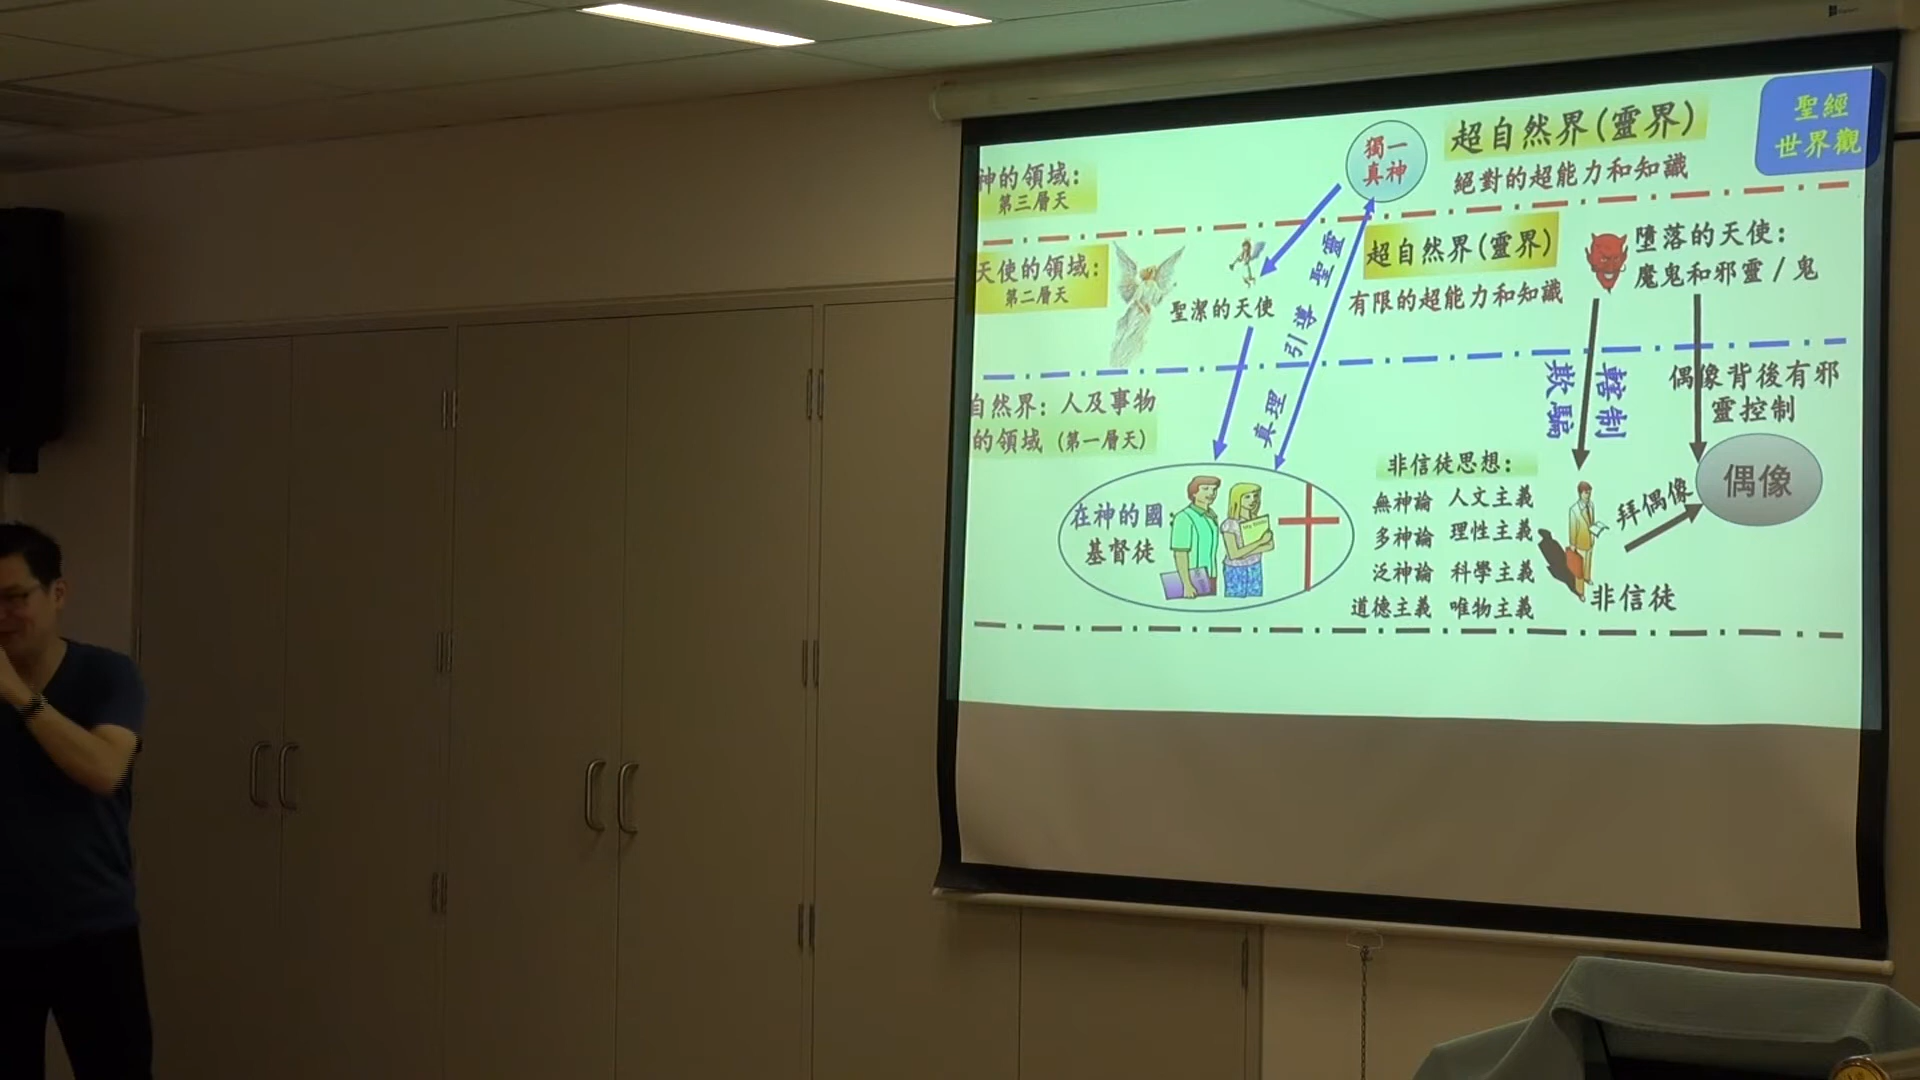 聖經
世界觀
神的領域：
第三層天
獨一
真神
超自然界(靈界)
絕對的超能力和知識
天使的領域：
第二層天
聖潔的天使
超自然界(靈界)
有限的超能力和知識
墮落的天使：
魔鬼和邪靈/鬼
聖靈
引導
真理
自然界：人及事物
的領域（第一層天）
欺騙
轄制
偶像背後有邪
靈控制
偶像
在神的國：
基督徒
非信徒思想：
無神論 人文主義
多神論 理性主義
泛神論 科學主義
道德主義 唯物主義
拜偶像
非信徒